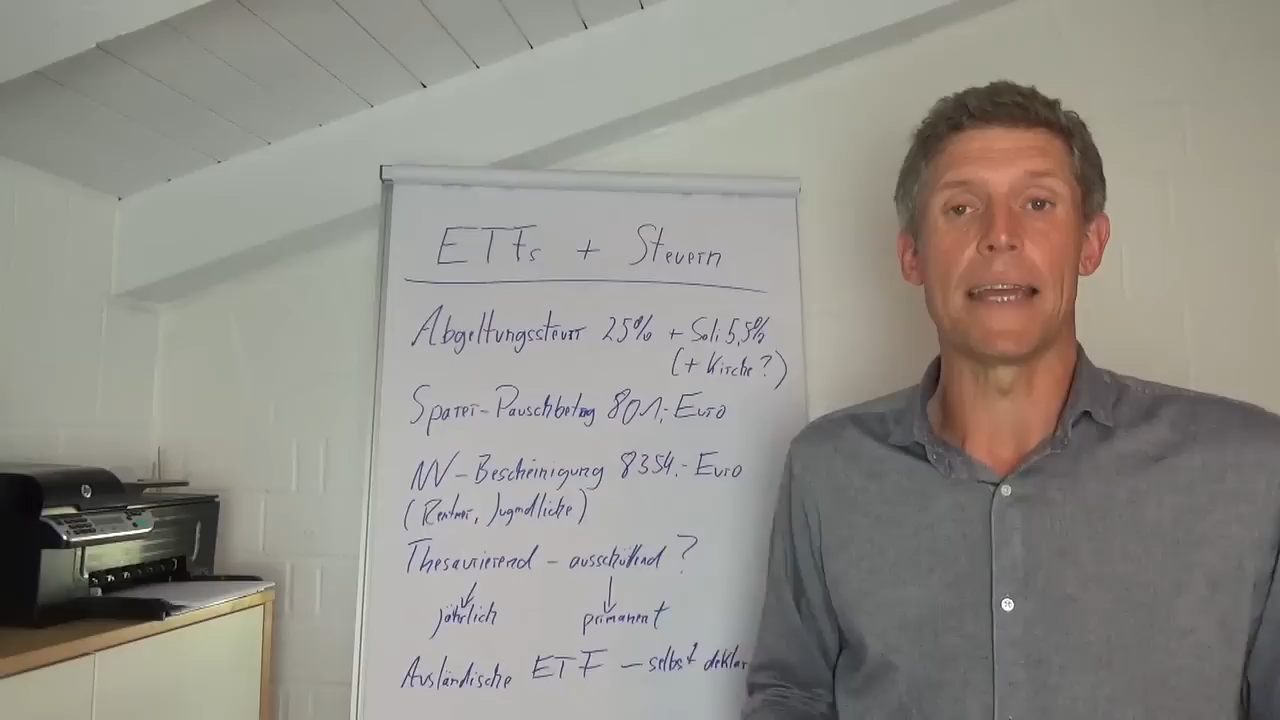 ETFs + Steuern
Abgeltungssteuer 25% + Soli 5,5%
(+ Kirche?)
Sparer-Pauschbetrag 801,- Euro
NV-Bescheinigung 8354,- Euro
(Rentner, Jugendliche)
Thesaurierend - ausschüttend?
jährlich permanent
Ausländische ETF - selbst deklar
hp